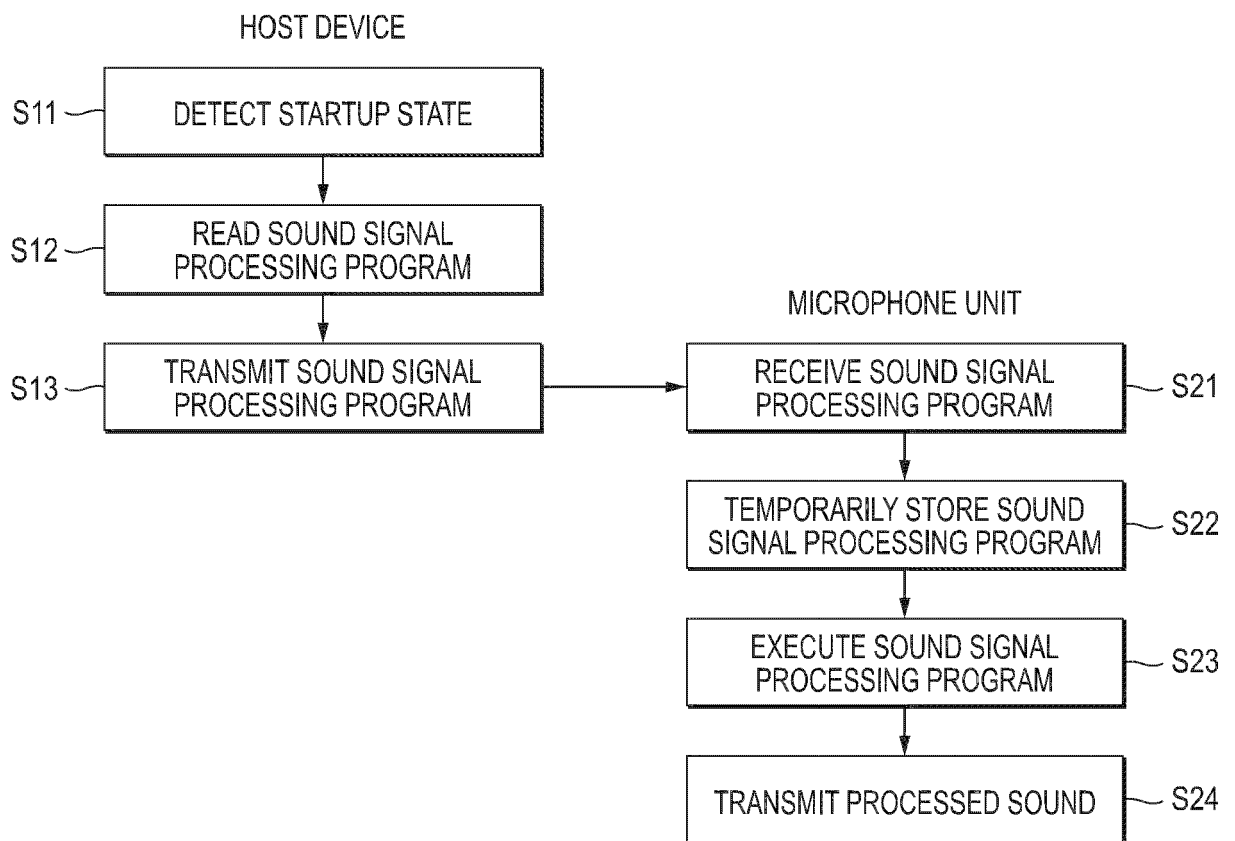 HOST DEVICE
S11
DETECT STARTUP STATE
S12
READ SOUND SIGNAL
PROCESSING PROGRAM
S13
TRANSMIT SOUND SIGNAL
PROCESSING PROGRAM
MICROPHONE UNIT
RECEIVE SOUND SIGNAL
PROCESSING PROGRAM
S21
TEMPORARILY STORE SOUND
SIGNAL PROCESSING PROGRAM
S22
EXECUTE SOUND SIGNAL
PROCESSING PROGRAM
S23
TRANSMIT PROCESSED SOUND
S24